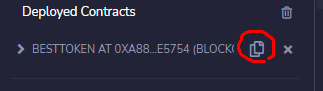 Deployed Contracts
BESTTOKEN AT 0XA88...E5754 (BLOCKC